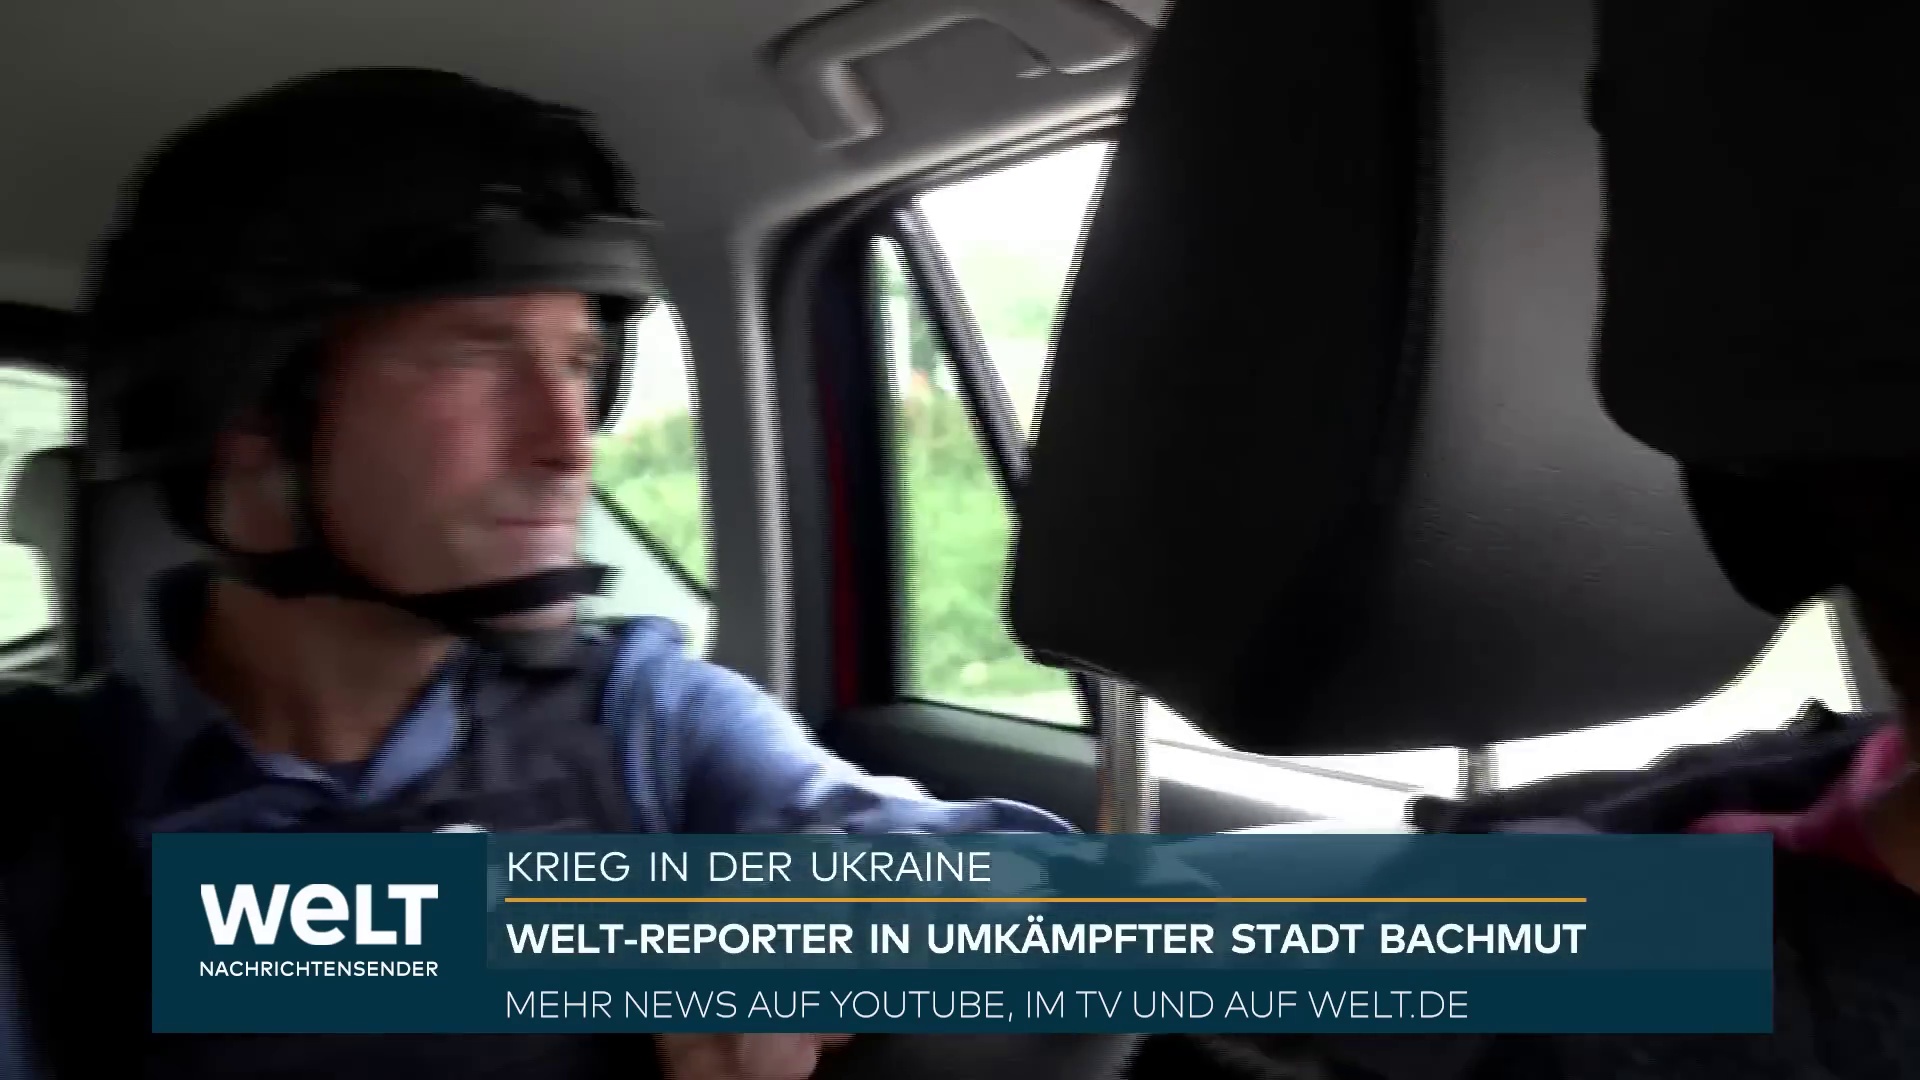 KRIEG IN DER UKRAINE
WELT
NACHRICHTENSENDER
WELT-REPORTER IN UMKÄMPFTER STADT BACHMUT
MEHR NEWS AUF YOUTUBE, IM TV UND AUF WELT.DE